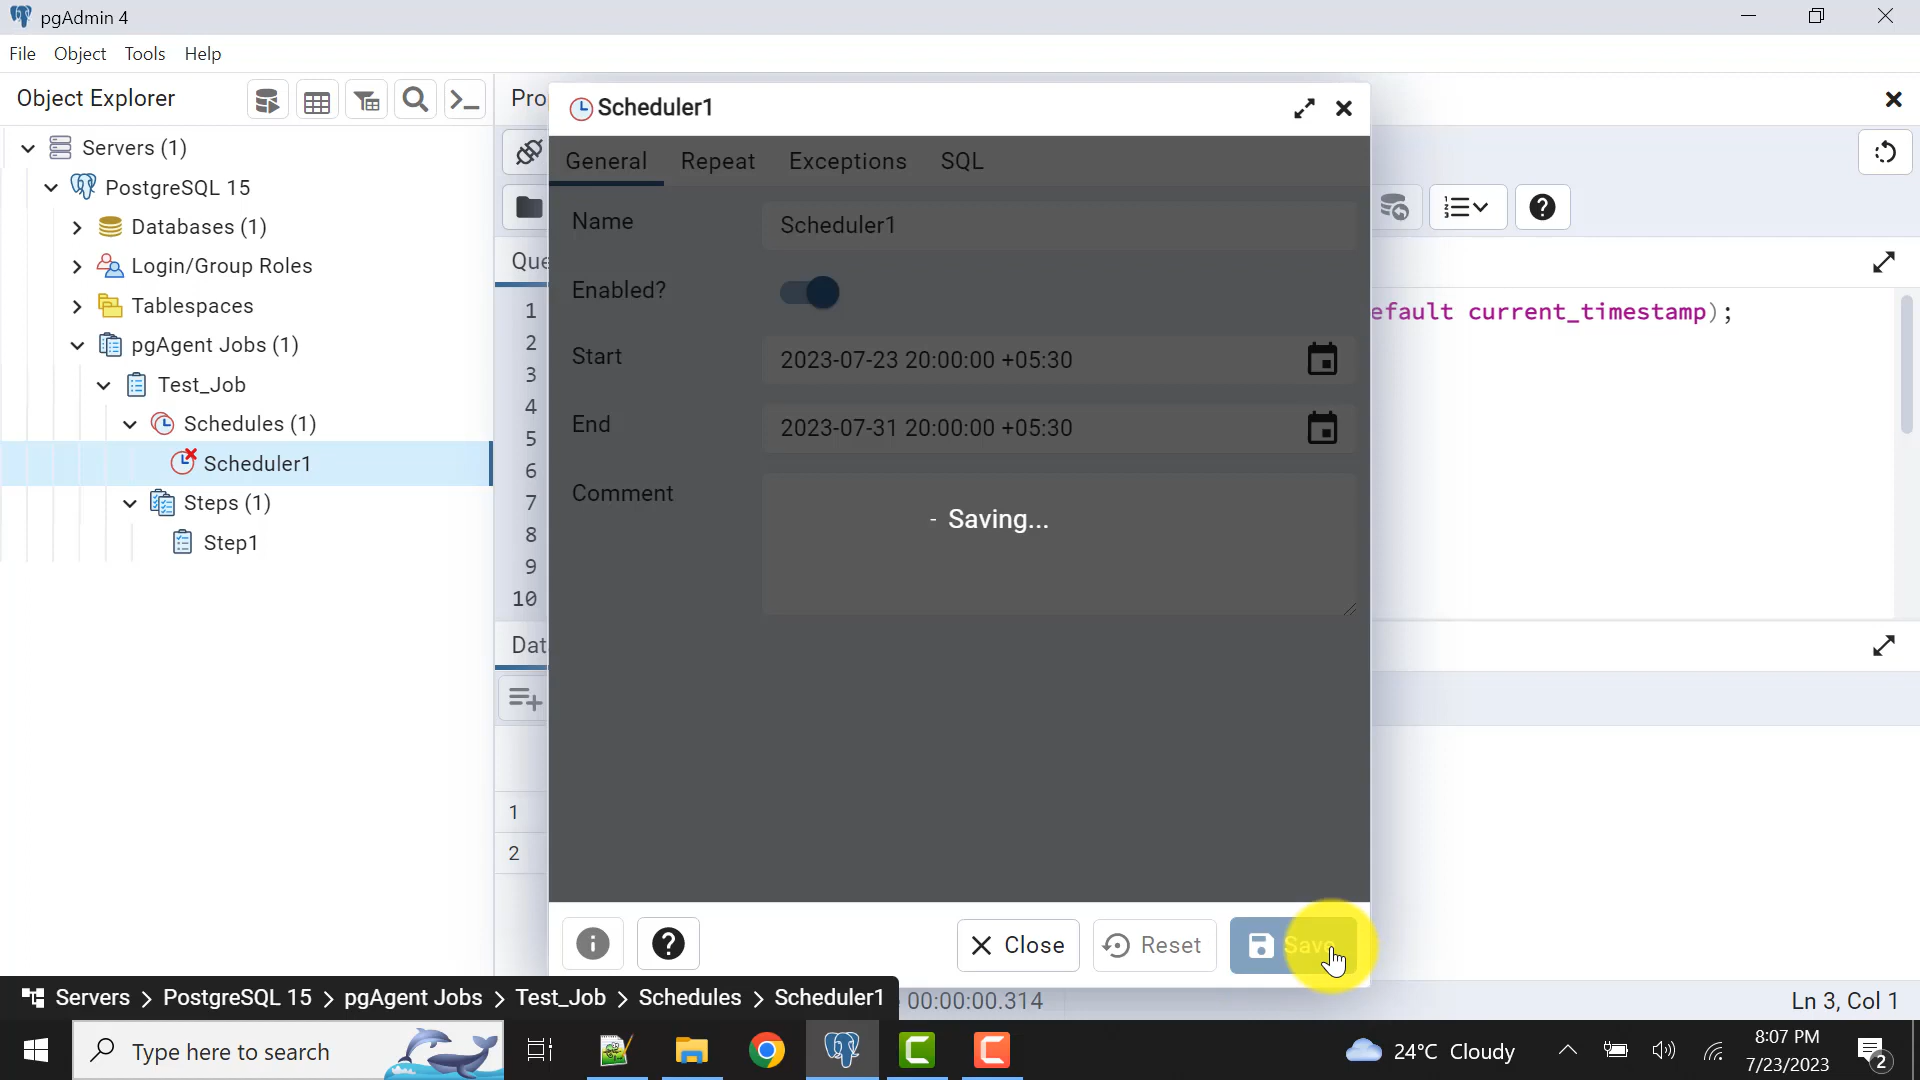 pgAdmin 4
File Object Tools Help
Object Explorer
Servers (1)
PostgreSQL 15
Databases (1)
Login/Group Roles
Tablespaces
pgAgent Jobs (1)
Test_Job
Schedules (1)
Scheduler1
Steps (1)
Step1
Pro
Que
1
2
3
4
5
6
7
8
9
10
efault current_timestamp);
Dat
1
2
Scheduler1
General Repeat Exceptions SQL
Name Scheduler1
Enabled?
Start 2023-07-23 20:00:00 +05:30
End 2023-07-31 20:00:00 +05:30
Comment
- Saving...
Close Reset Save
Servers > PostgreSQL 15 > pgAgent Jobs > Test_Job > Schedules > Scheduler1
00:00:00.314
Ln 3, Col 1
Type here to search
24°C Cloudy
8:07 PM
7/23/2023
2